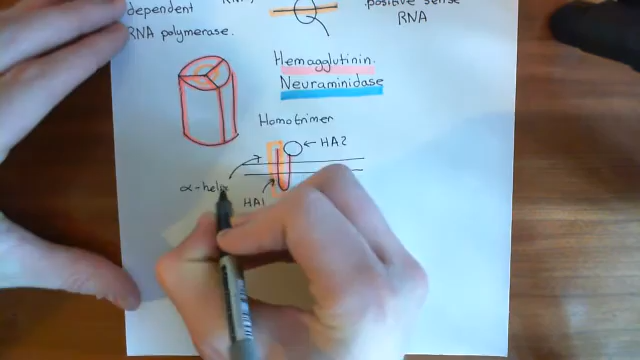 dependent
RNA polymerase.
positive sense
RNA
Hemagglutinin
Neuraminidase
Homotrimer
HA2
α-helix
HA1